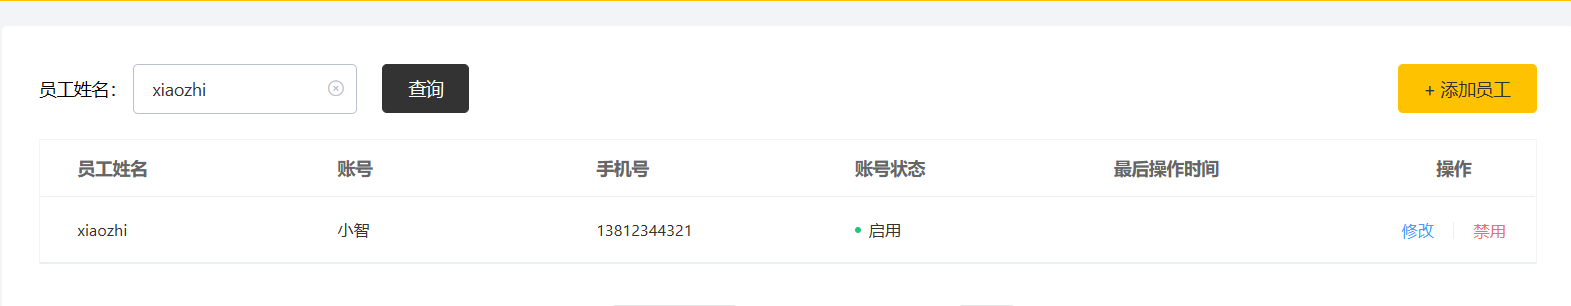 员工姓名： xiaozhi 查询 + 添加员工
员工姓名 账号 手机号 账号状态 最后操作时间 操作
xiaozhi 小智 13812344321 启用 修改 禁用